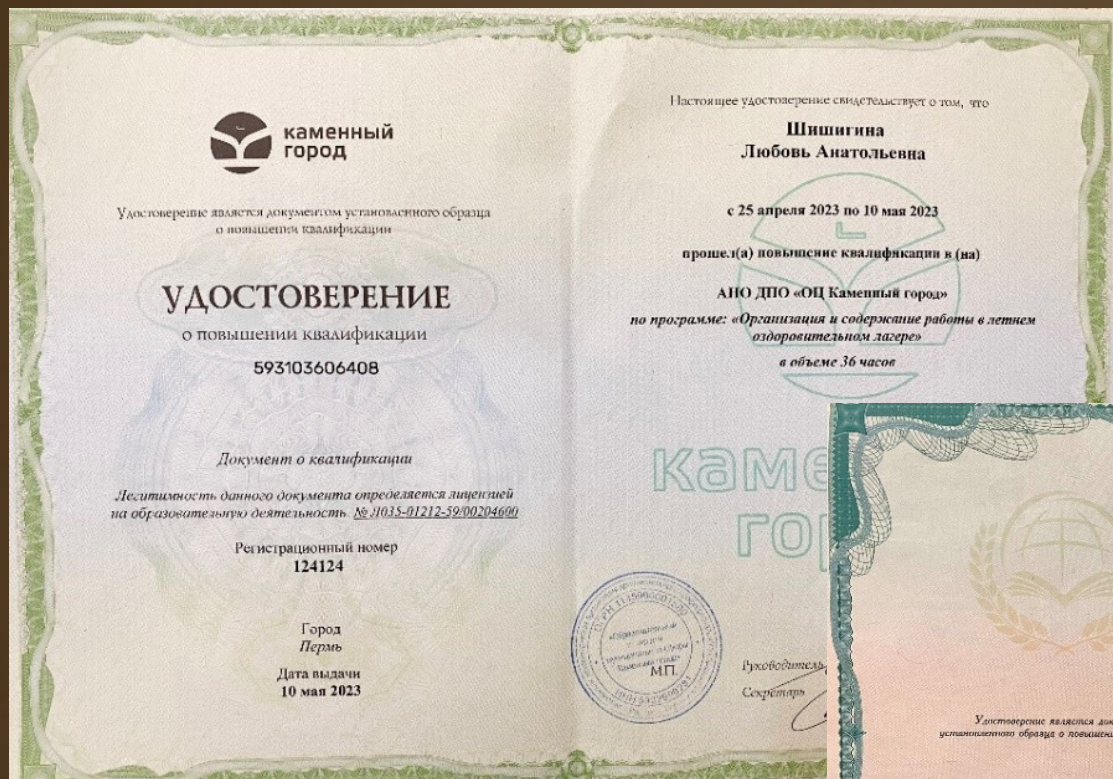 каменный
город
Удостоверение является документом установленного образца
о повышении квалификации
УДОСТОВЕРЕНИЕ
о повышении квалификации
593103606408
Документ о квалификации
Легитимность данного документа определяется лицензией
на образовательную деятельность № Л035-01212-59/00204600
Регистрационный номер
124124
Город
Пермь
Дата выдачи
10 мая 2023
Настоящее удостоверение свидетельствует о том, что
Шишигина
Любовь Анатольевна
с 25 апреля 2023 по 10 мая 2023
прошел(а) повышение квалификации в (на)
АНО ДПО «ОЦ Каменный город»
по программе: «Организация и содержание работы в летнем
оздоровительном лагере»
в объеме 36 часов
каме
гор
М.П.
Руководитель
Секретарь
Удостоверение является док
установленного образца о повышени